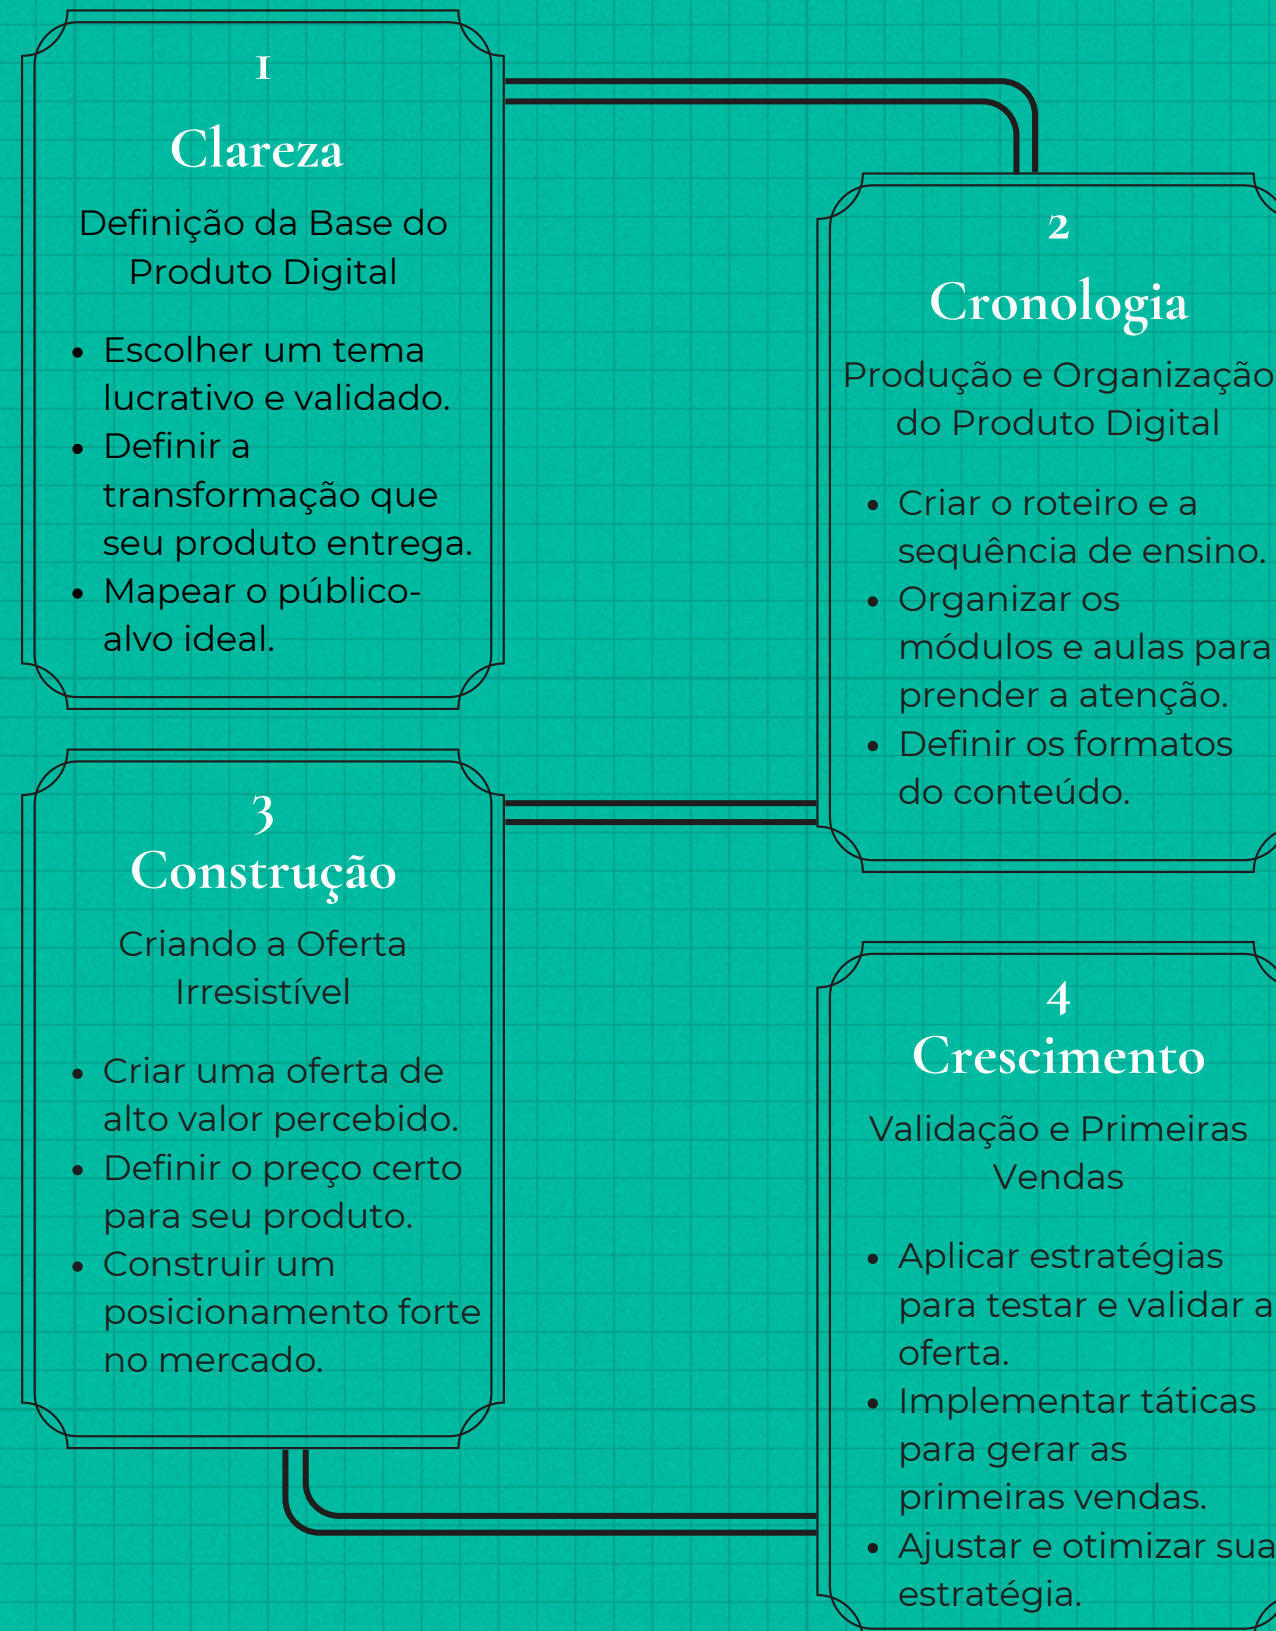 1
Clareza
Definição da Base do
Produto Digital
• Escolher um tema
lucrativo e validado.
• Definir a
transformação que
seu produto entrega.
• Mapear o público-
alvo ideal.
2
Cronologia
Produção e Organização
do Produto Digital
• Criar o roteiro e a
sequência de ensino.
• Organizar os
módulos e aulas para
prender a atenção.
• Definir os formatos
do conteúdo.
3
Construção
Criando a Oferta
Irresistível
• Criar uma oferta de
alto valor percebido.
• Definir o preço certo
para seu produto.
• Construir um
posicionamento forte
no mercado.
4
Crescimento
Validação e Primeiras
Vendas
• Aplicar estratégias
para testar e validar a
oferta.
• Implementar táticas
para gerar as
primeiras vendas.
• Ajustar e otimizar sua
estratégia.